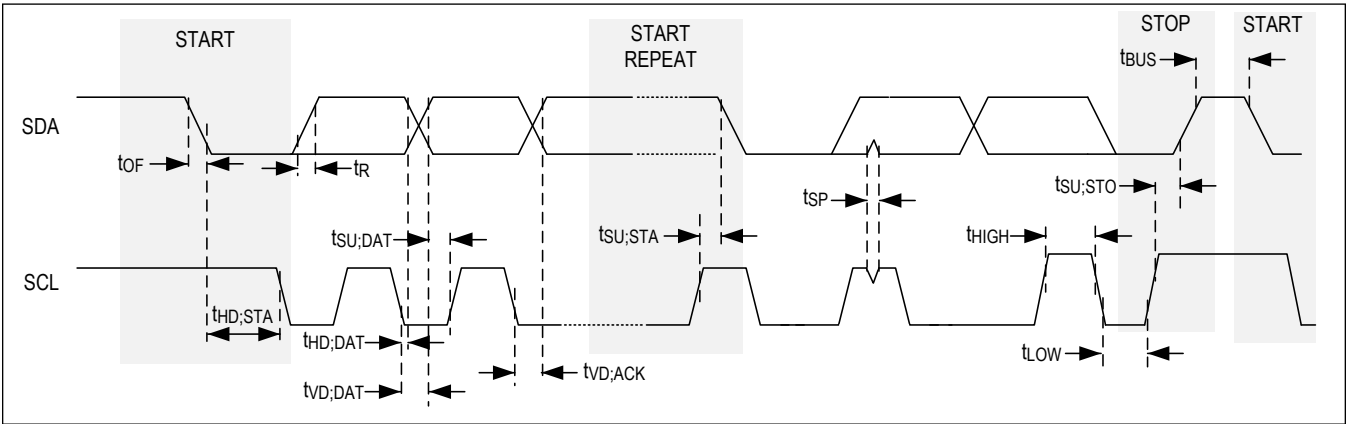 START
START
REPEAT
STOP
START
tBUS
SDA
tOF
tR
tSP
tSU;STO
tSU;DAT
tSU;STA
tHIGH
SCL
tHD;STA
tHD;DAT
tLOW
tVD;DAT
tVD;ACK